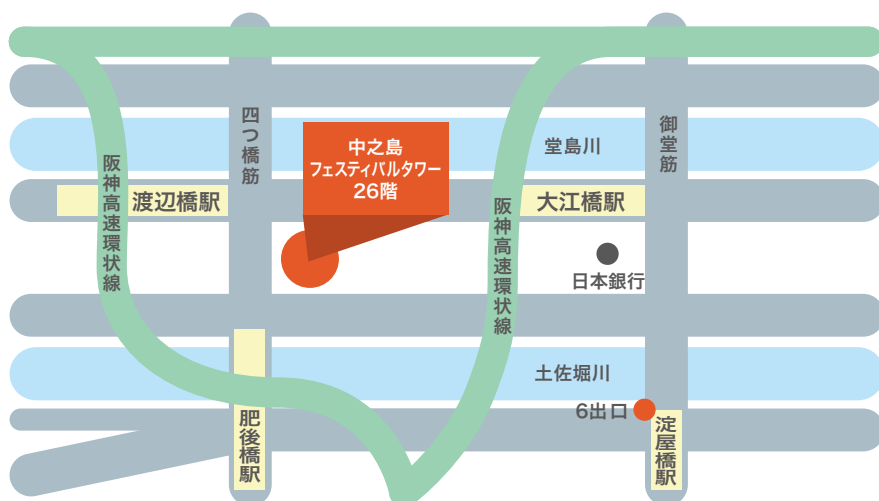 四つ橋筋
御堂筋
中之島
フェスティバルタワー
26階
堂島川
阪神高速環状線
渡辺橋駅
阪神高速環状線
大江橋駅
日本銀行
土佐堀川
6出口
肥後橋駅
淀屋橋駅